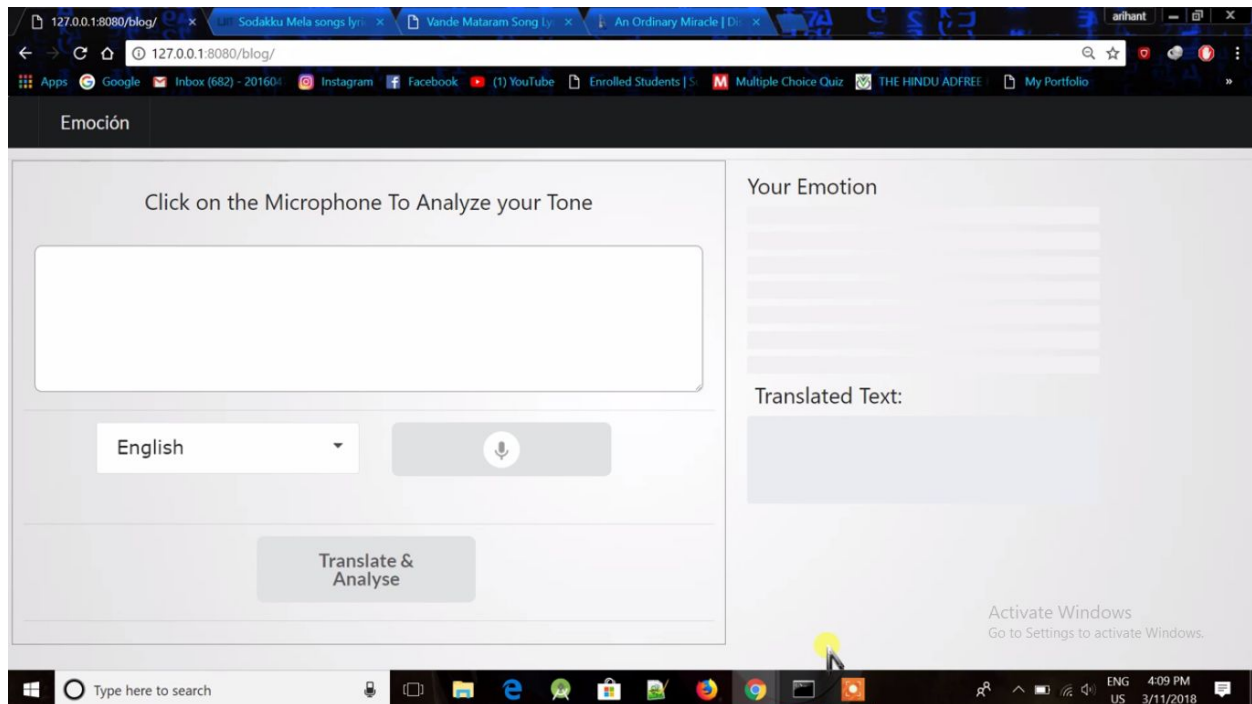 127.0.0.1:8080/blog/
Sodakku Mela songs lyri
Vande Mataram Song Ly
An Ordinary Miracle | Di
arihant
127.0.0.1:8080/blog/
Apps Google Inbox (682) - 201604 Instagram Facebook (1) YouTube Enrolled Students | S Multiple Choice Quiz THE HINDU ADFREE My Portfolio »
Emoción
Click on the Microphone To Analyze your Tone
English
Translate &
Analyse
Your Emotion
Translated Text:
Activate Windows
Go to Settings to activate Windows.
Type here to search
ENG
US
4:09 PM
3/11/2018